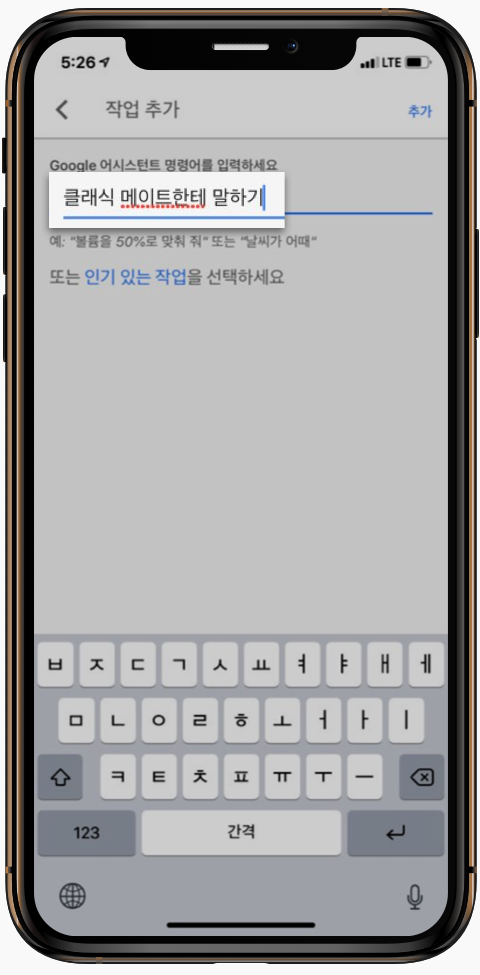 5:26 LTE
작업 추가 추가
Google 어시스턴트 명령어를 입력하세요
클래식 메이트한테 말하기
예: "볼륨을 50%로 맞춰 줘" 또는 "날씨가 어때"
또는 인기 있는 작업을 선택하세요
ㅂ ㅈ ㄷ ㄱ ㅅ ㅛ ㅕ ㅑ ㅐ ㅔ
ㅁ ㄴ ㅇ ㄹ ㅎ ㅗ ㅓ ㅏ ㅣ
ㅋ ㅌ ㅊ ㅍ ㅠ ㅜ ㅡ
123 간격